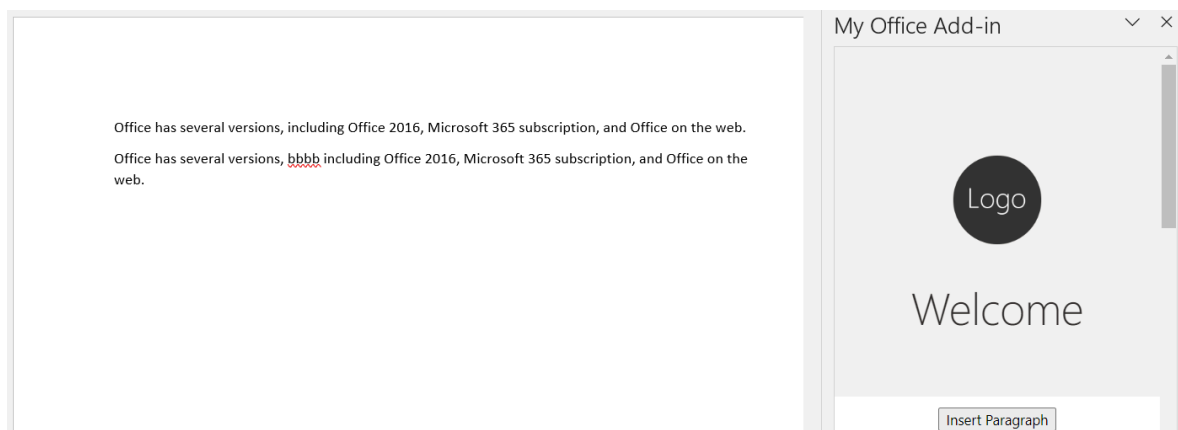 My Office Add-in
Office has several versions, including Office 2016, Microsoft 365 subscription, and Office on the web.
Office has several versions, bbbb including Office 2016, Microsoft 365 subscription, and Office on the
web.
Logo
Welcome
Insert Paragraph